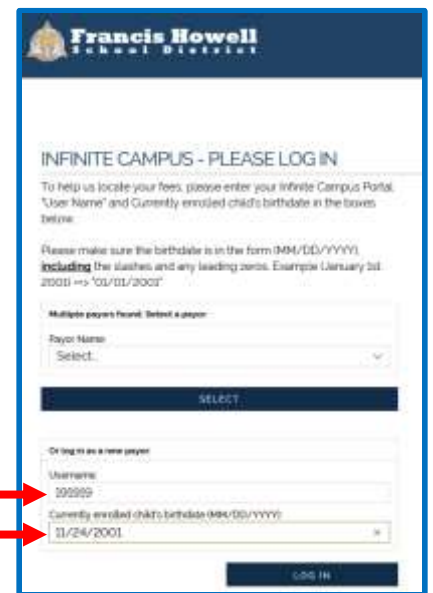 Francis Howell
School District
INFINITE CAMPUS - PLEASE LOG IN
To help us locate your fees, please enter your Infinite Campus Portal
"User Name" and Currently enrolled child's birthdate in the boxes
below.
Please make sure the birthdate is in the form (MM/DD/YYYY),
including the slashes and any leading zeros. Example (January 1st
2001) ==> "01/01/2001"
Multiple payors found. Select a payor
Payor Name
Select...
SELECT
Or log in as a new payor
Username
Currently enrolled child's birthdate (MM/DD/YYYY)
11/24/2001
LOG IN